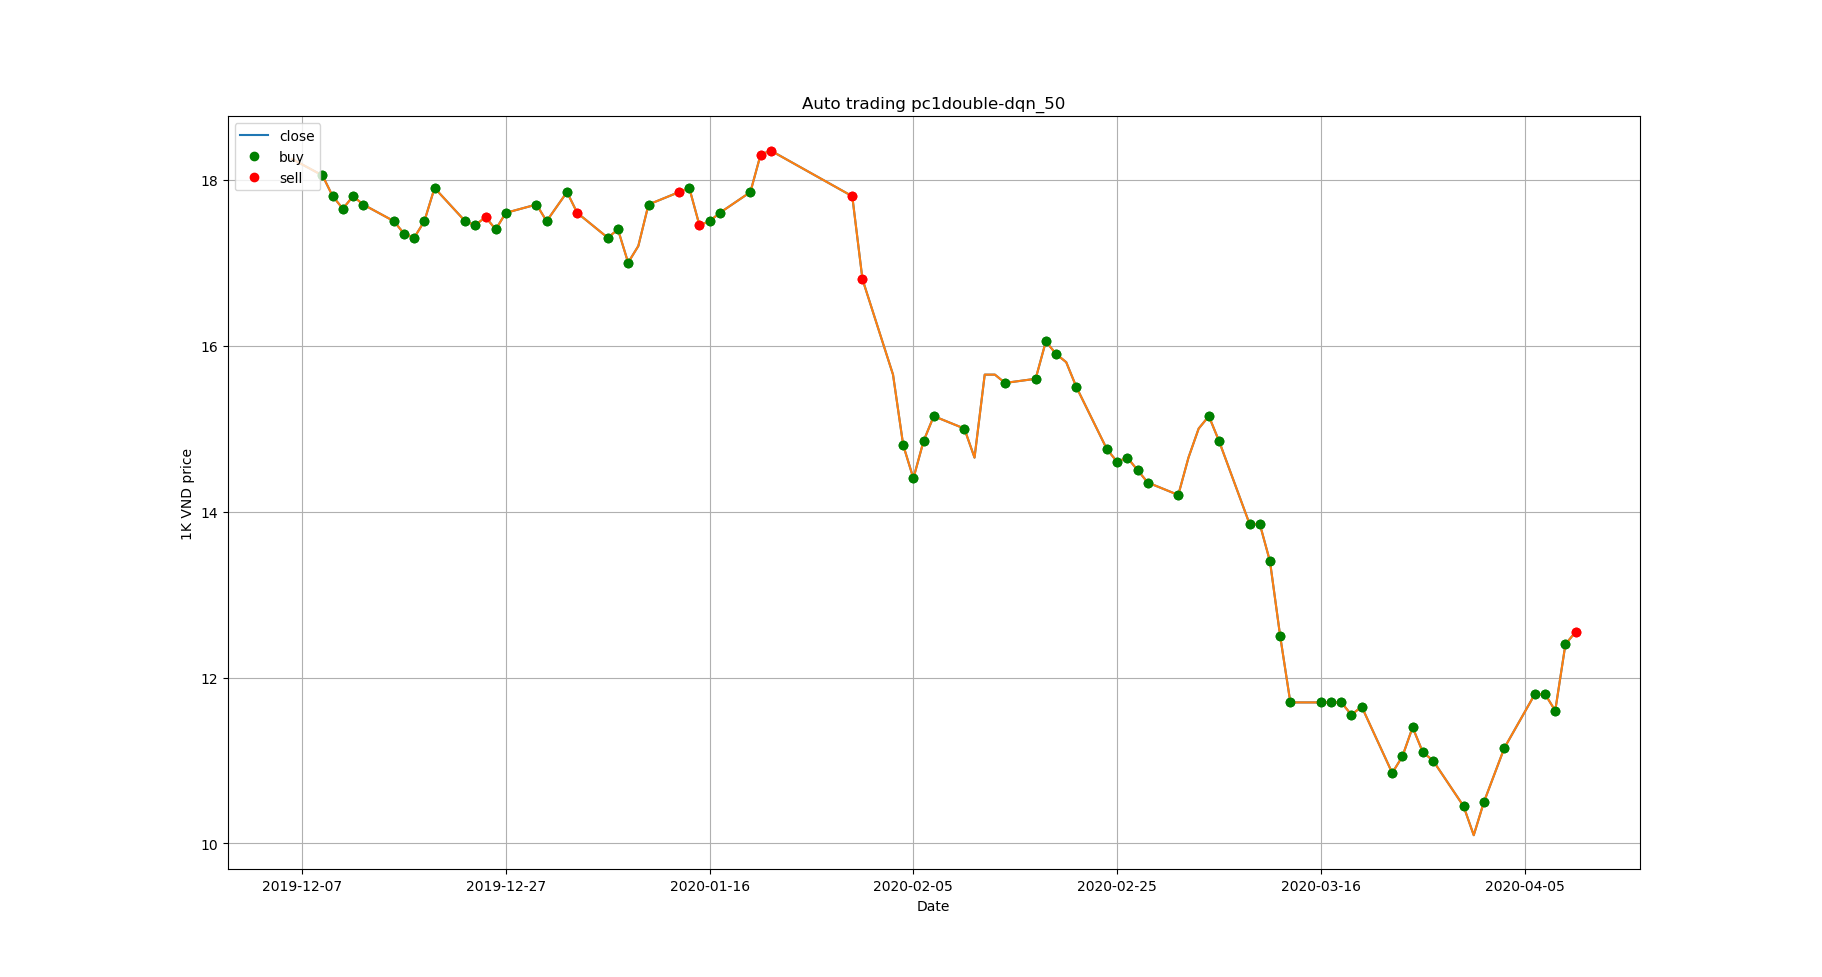 Auto trading pc1double-dqn_50
close
buy
sell
18
16
14
12
10
1K VND price
2019-12-07
2019-12-27
2020-01-16
2020-02-05
2020-02-25
2020-03-16
2020-04-05
Date